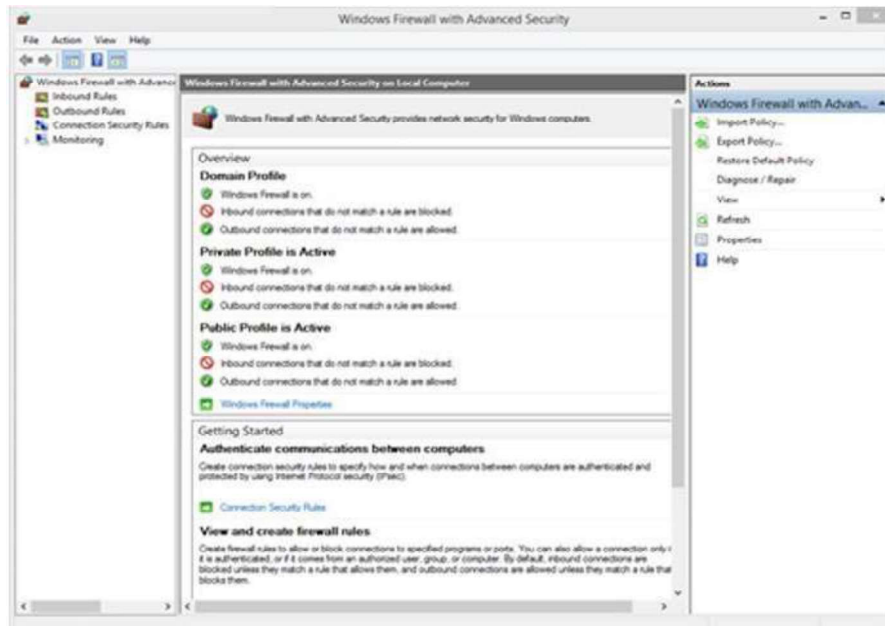 Windows Firewall with Advanced Security
File Action View Help
Windows Firewall with Advanc
Inbound Rules
Outbound Rules
Connection Security Rules
Monitoring
Windows Firewall with Advanced Security on Local Computer
Windows Firewall with Advanced Security provides network security for Windows computers.
Overview
Domain Profile
Windows Firewall is on.
Inbound connections that do not match a rule are blocked.
Outbound connections that do not match a rule are allowed.
Private Profile is Active
Windows Firewall is on.
Inbound connections that do not match a rule are blocked.
Outbound connections that do not match a rule are allowed.
Public Profile is Active
Windows Firewall is on.
Inbound connections that do not match a rule are blocked.
Outbound connections that do not match a rule are allowed.
Windows Firewall Properties
Getting Started
Authenticate communications between computers
Create connection security rules to specify how and when connections between computers are authenticated and
protected by using Internet Protocol security (IPsec).
Connection Security Rules
View and create firewall rules
Create firewall rules to allow or block connections to specified programs or ports. You can also allow a connection only i
it is authenticated, or if it comes from an authorized user, group, or computer. By default, inbound connections are
blocked unless they match a rule that allows them, and outbound connections are allowed unless they match a rule that
blocks them.
Actions
Windows Firewall with Advan...
Import Policy...
Export Policy...
Restore Default Policy
Diagnose / Repair
View
Refresh
Properties
Help